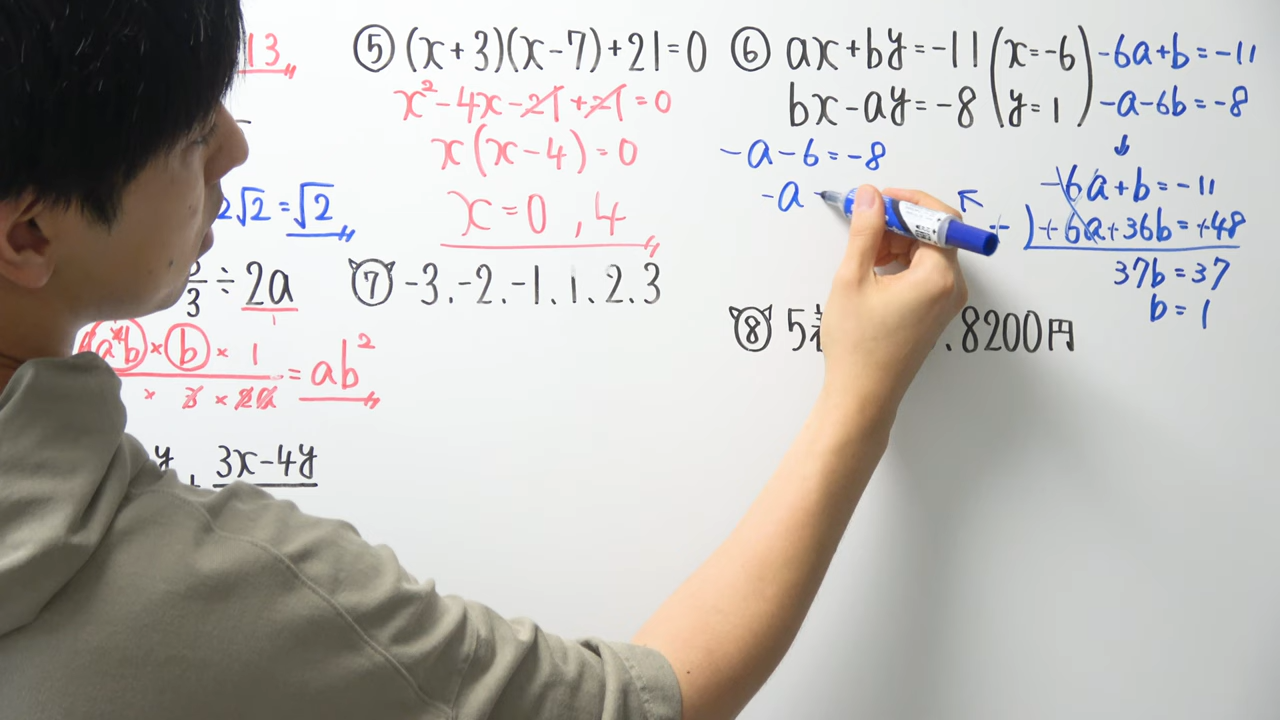 13
2√2 = √2
3 ÷ 2a
a⁴b × b × 1 = ab²
3x-4y
⑤ (x+3)(x-7)+21=0
x²-4x-21+21=0
x(x-4)=0
x=0, 4
⑦ -3.-2.-1.1.2.3
⑥ ax+by=-11 (x=-6
bx-ay=-8 y=1)
-6a+b=-11
-a-6b=-8
-a-6=-8
-a
-6a+b=-11
+)+6a+36b=+48
37b=37
b=1
⑧ 5
.8200円